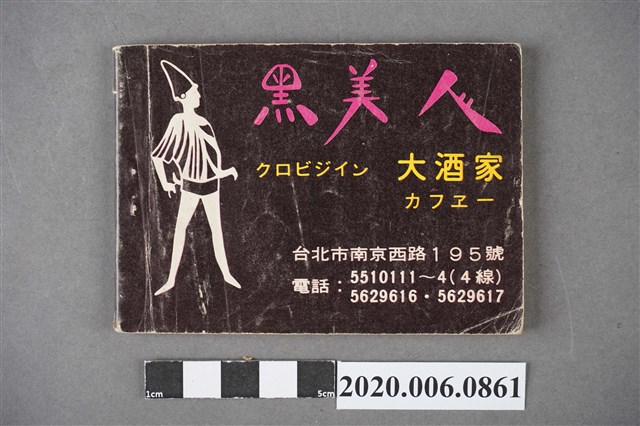 黑美人
クロビジイン 大酒家
カフヱー
台北市南京西路195號
電話：5510111～4(4線)
5629616・5629617
1cm 5cm
2020.006.0861